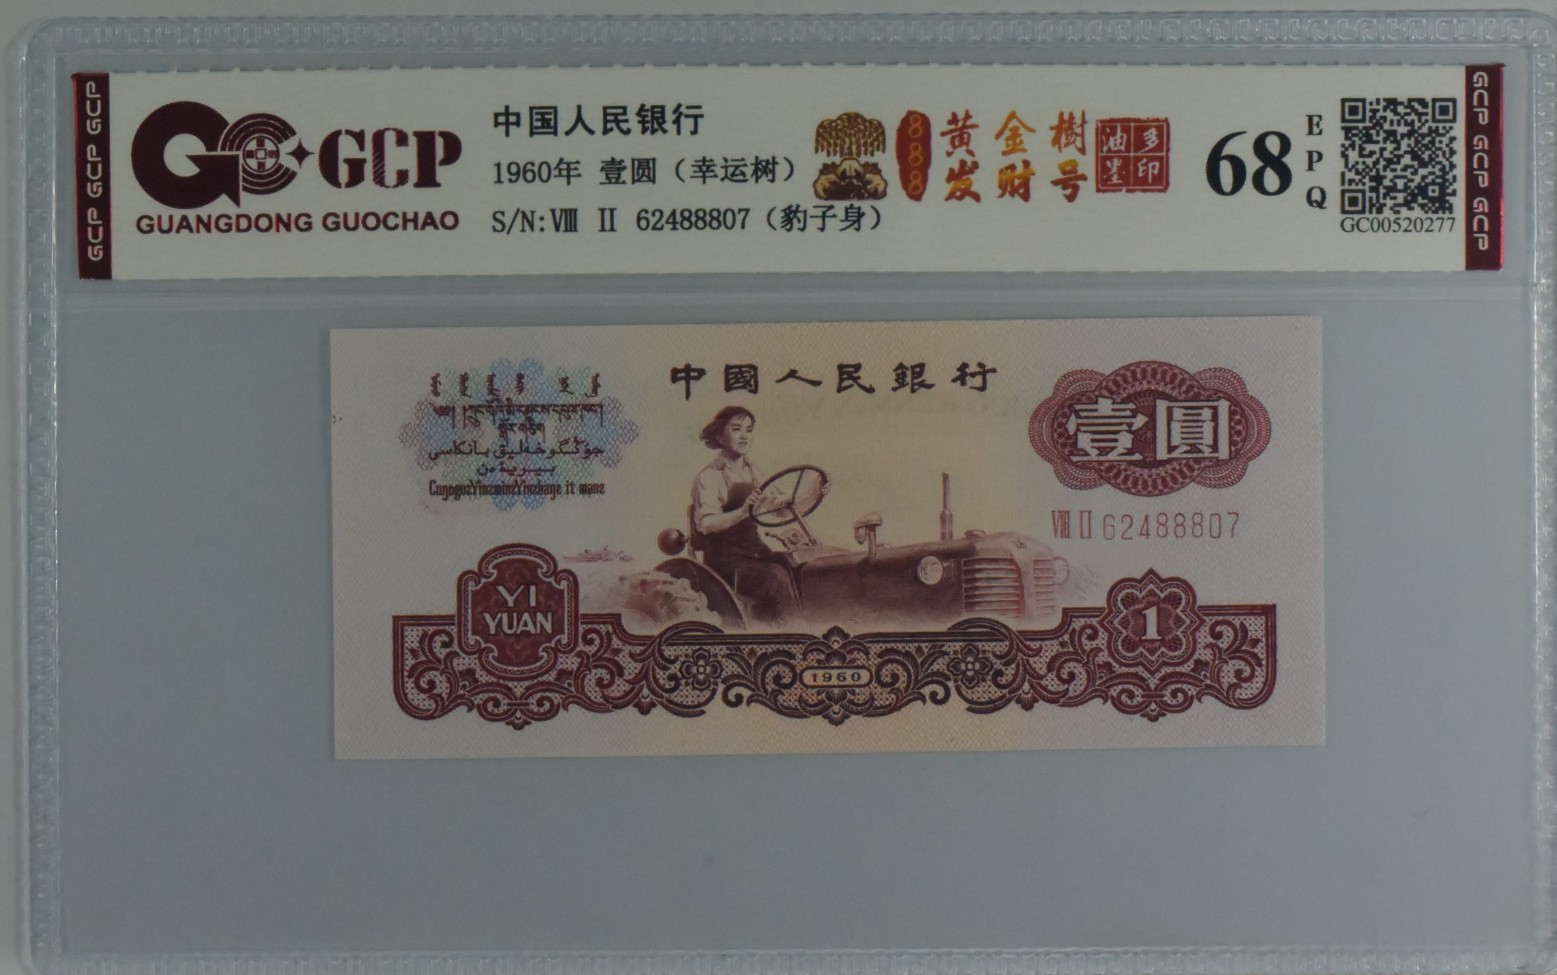 GCP GCP GCP
GCP
GUANGDONG GUOCHAO
中国人民银行
1960年 壹圆（幸运树）
S/N:Ⅷ Ⅱ 62488807（豹子身）
888
黄金樹
发财号
多印
油墨
68
EPQ
GC00520277
GCP GCP GCP
中國人民銀行
壹圓
Ⅷ Ⅱ 62488807
YI
YUAN
1
1960